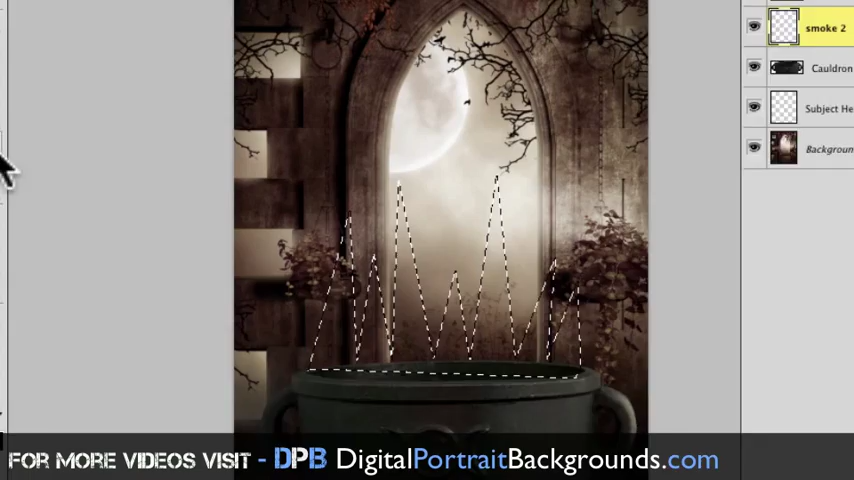 smoke 2
Cauldron
Subject He
Backgroun
FOR MORE VIDEOS VISIT - DPB DigitalPortraitBackgrounds.com